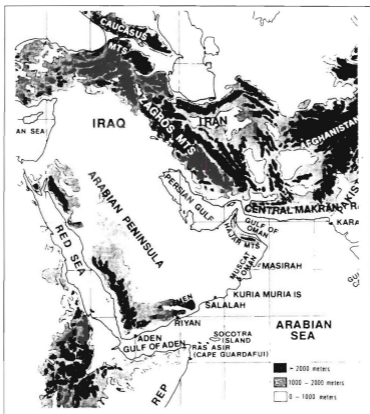 CAUCASUS
MTS
AN SEA
IRAQ
ZAGROS MTS
IRAN
AFGHANISTAN
PERSIAN GULF
CENTRAL MAKRAN RA
KARA
GULF OF
OMAN
HAJAR MTS
ARABIAN PENINSULA
RED SEA
MUSCAT
OMAN
MASIRAH
KURIA MURIA IS
SALALAH
RIYAN
ADEN
GULF OF ADEN
SOCOTRA
ISLAND
RAS ASIR
(CAPE GUARDAFUI)
ARABIAN
SEA
REP
> 2000 meters
1000 - 2000 meters
0 - 1000 meters